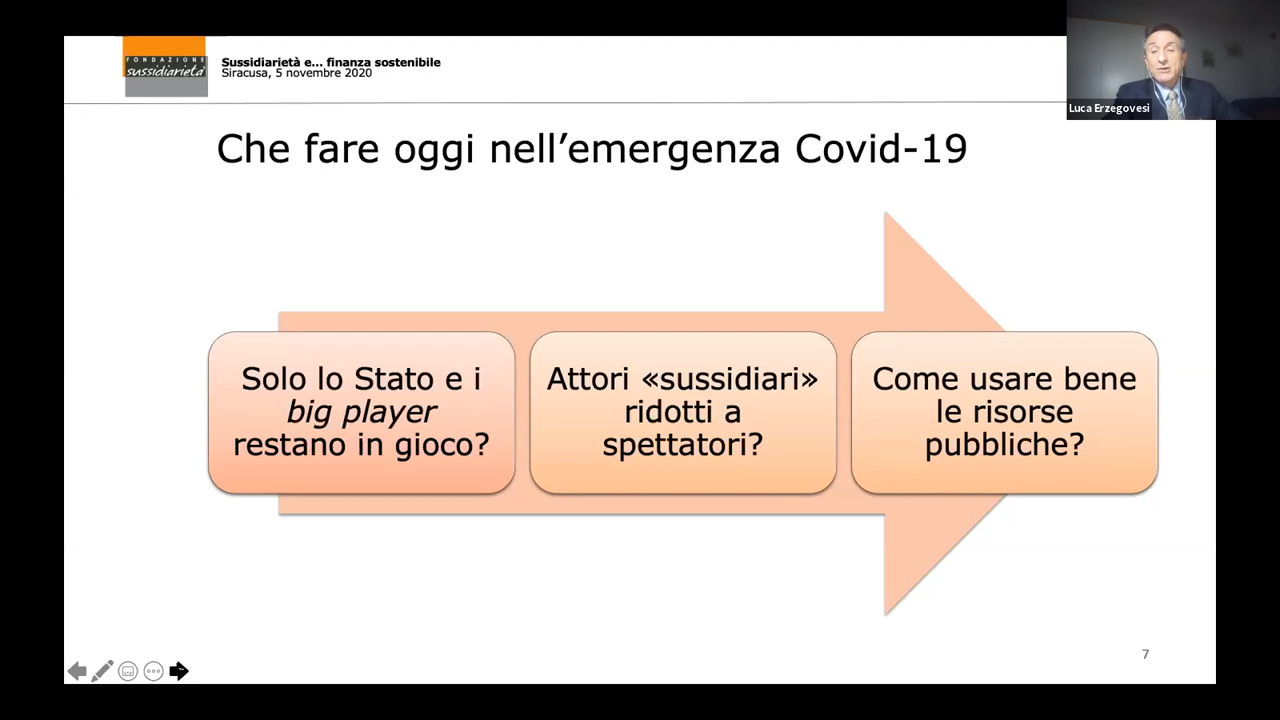 FONDAZIONE
sussidiarietà
Sussidiarietà e... finanza sostenibile
Siracusa, 5 novembre 2020
Luca Erzegovesi
Che fare oggi nell’emergenza Covid-19
Solo lo Stato e i
big player
restano in gioco?
Attori «sussidiari»
ridotti a
spettatori?
Come usare bene
le risorse
pubbliche?
7